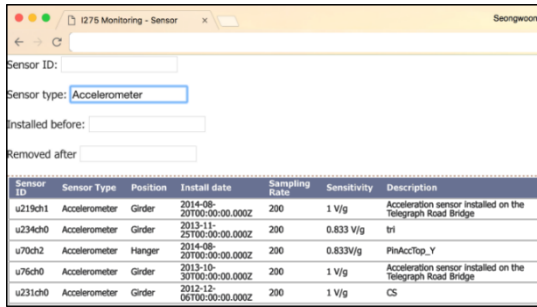 I275 Monitoring - Sensor
Seongwoon
Sensor ID:
Sensor type: Accelerometer
Installed before:
Removed after
Sensor ID Sensor Type Position Install date Sampling Rate Sensitivity Description
u219ch1 Accelerometer Girder 2014-08-20T00:00:00.000Z 200 1 V/g Acceleration sensor installed on the Telegraph Road Bridge
u234ch0 Accelerometer Girder 2013-11-25T00:00:00.000Z 200 0.833 V/g tri
u70ch2 Accelerometer Hanger 2014-08-20T00:00:00.000Z 200 0.833V/g PinAccTop_Y
u76ch0 Accelerometer Girder 2013-10-30T00:00:00.000Z 200 1 V/g Acceleration sensor installed on the Telegraph Road Bridge
u231ch0 Accelerometer Girder 2012-12-06T00:00:00.000Z 200 1 V/g CS